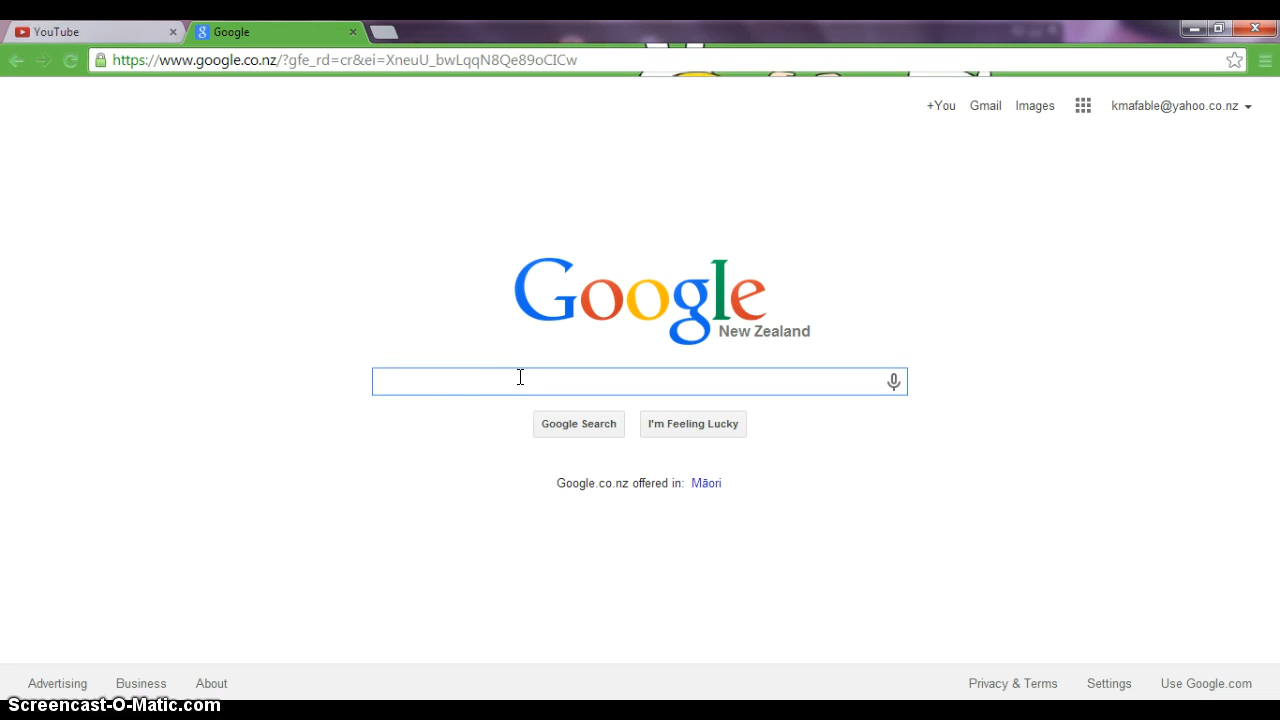 YouTube
Google
https://www.google.co.nz/?gfe_rd=cr&ei=XneuU_bwLqqN8Qe89oCICw
+You Gmail Images kmafable@yahoo.co.nz
Google
New Zealand
Google Search I'm Feeling Lucky
Google.co.nz offered in: Māori
Advertising Business About Privacy & Terms Settings Use Google.com
Screencast-O-Matic.com